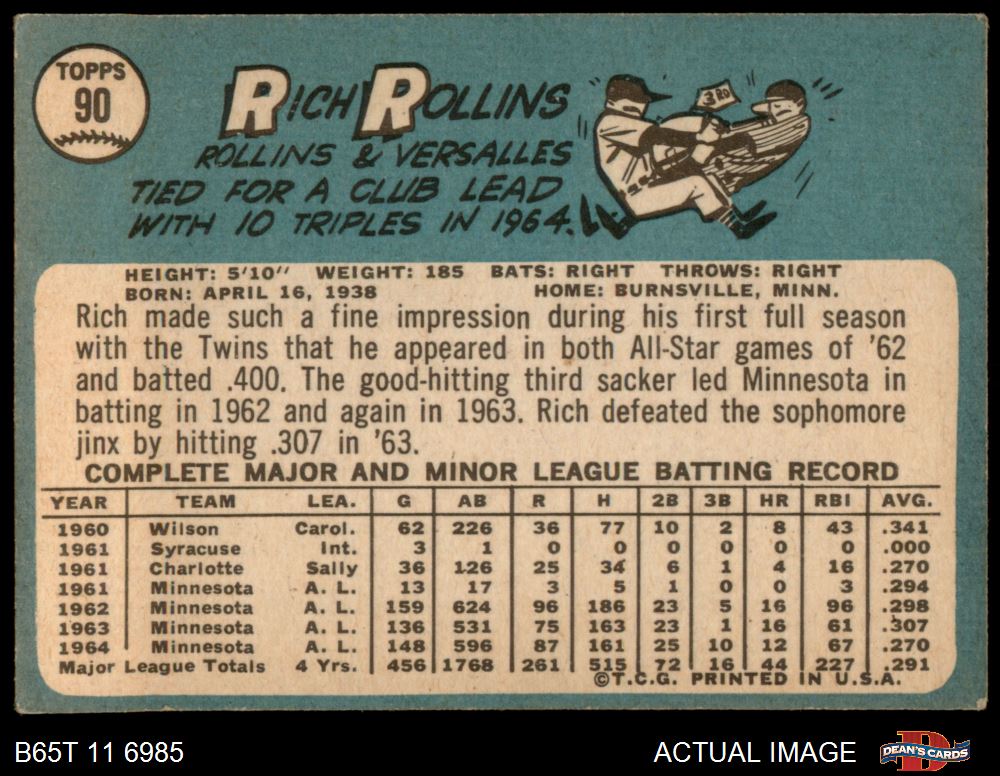 TOPPS
90
RICH ROLLINS
ROLLINS & VERSALLES
TIED FOR A CLUB LEAD
WITH 10 TRIPLES IN 1964.
3RD
HEIGHT: 5'10" WEIGHT: 185 BATS: RIGHT THROWS: RIGHT
BORN: APRIL 16, 1938 HOME: BURNSVILLE, MINN.
Rich made such a fine impression during his first full season
with the Twins that he appeared in both All-Star games of '62
and batted .400. The good-hitting third sacker led Minnesota in
batting in 1962 and again in 1963. Rich defeated the sophomore
jinx by hitting .307 in '63.
COMPLETE MAJOR AND MINOR LEAGUE BATTING RECORD
YEAR TEAM LEA. G AB R H 2B 3B HR RBI AVG.
1960 Wilson Carol. 62 226 36 77 10 2 8 43 .341
1961 Syracuse Int. 3 1 0 0 0 0 0 0 .000
1961 Charlotte Sally 36 126 25 34 6 1 4 16 .270
1961 Minnesota A. L. 13 17 3 5 1 0 0 3 .294
1962 Minnesota A. L. 159 624 96 186 23 5 16 96 .298
1963 Minnesota A. L. 136 531 75 163 23 1 16 61 .307
1964 Minnesota A. L. 148 596 87 161 25 10 12 67 .270
Major League Totals 4 Yrs. 456 1768 261 515 72 16 44 227 .291
©T.C.G. PRINTED IN U.S.A.
B65T 11 6985 ACTUAL IMAGE DEAN'S CARDS